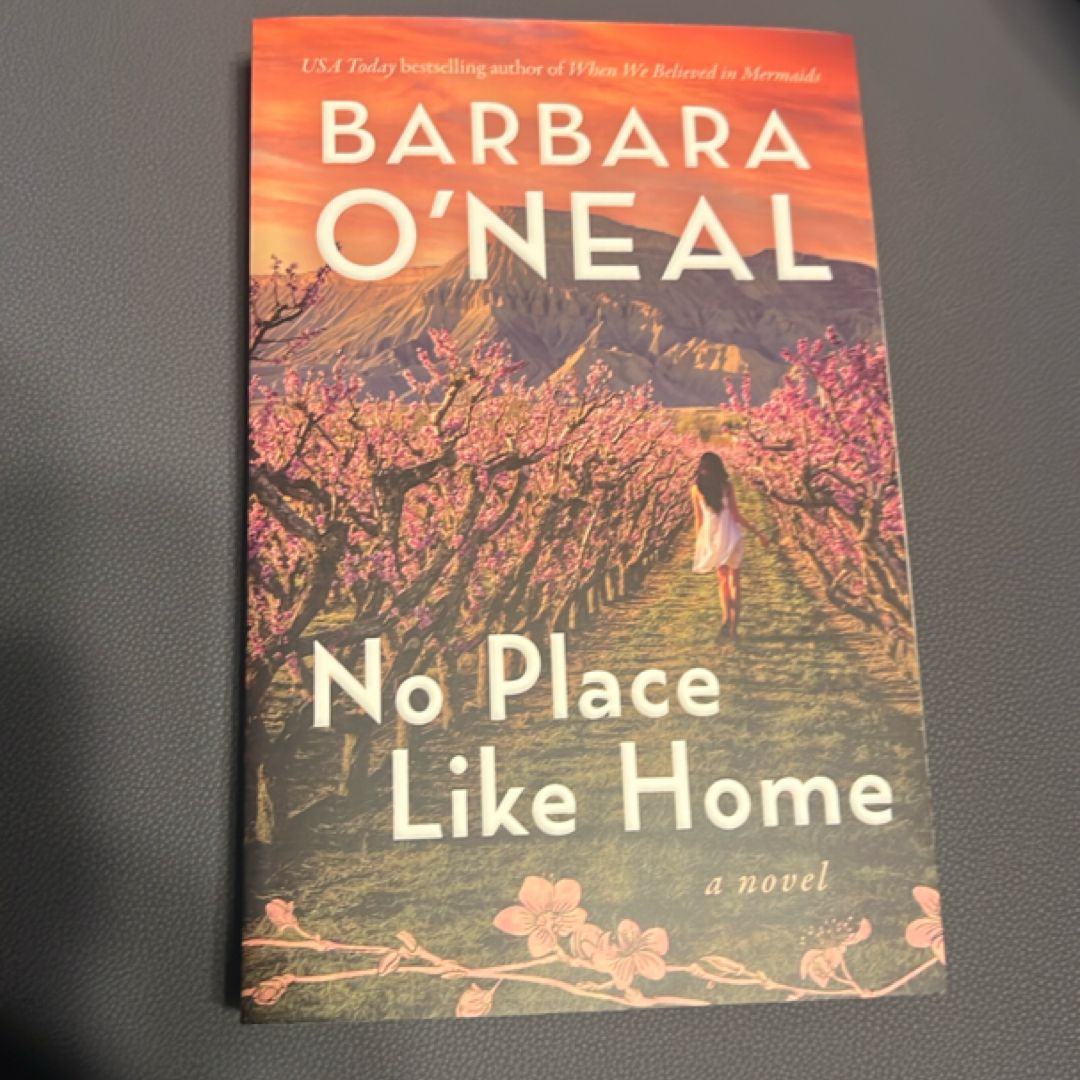 USA Today bestselling author of When We Believed in Mermaids
BARBARA
O'NEAL
No Place
Like Home
a novel